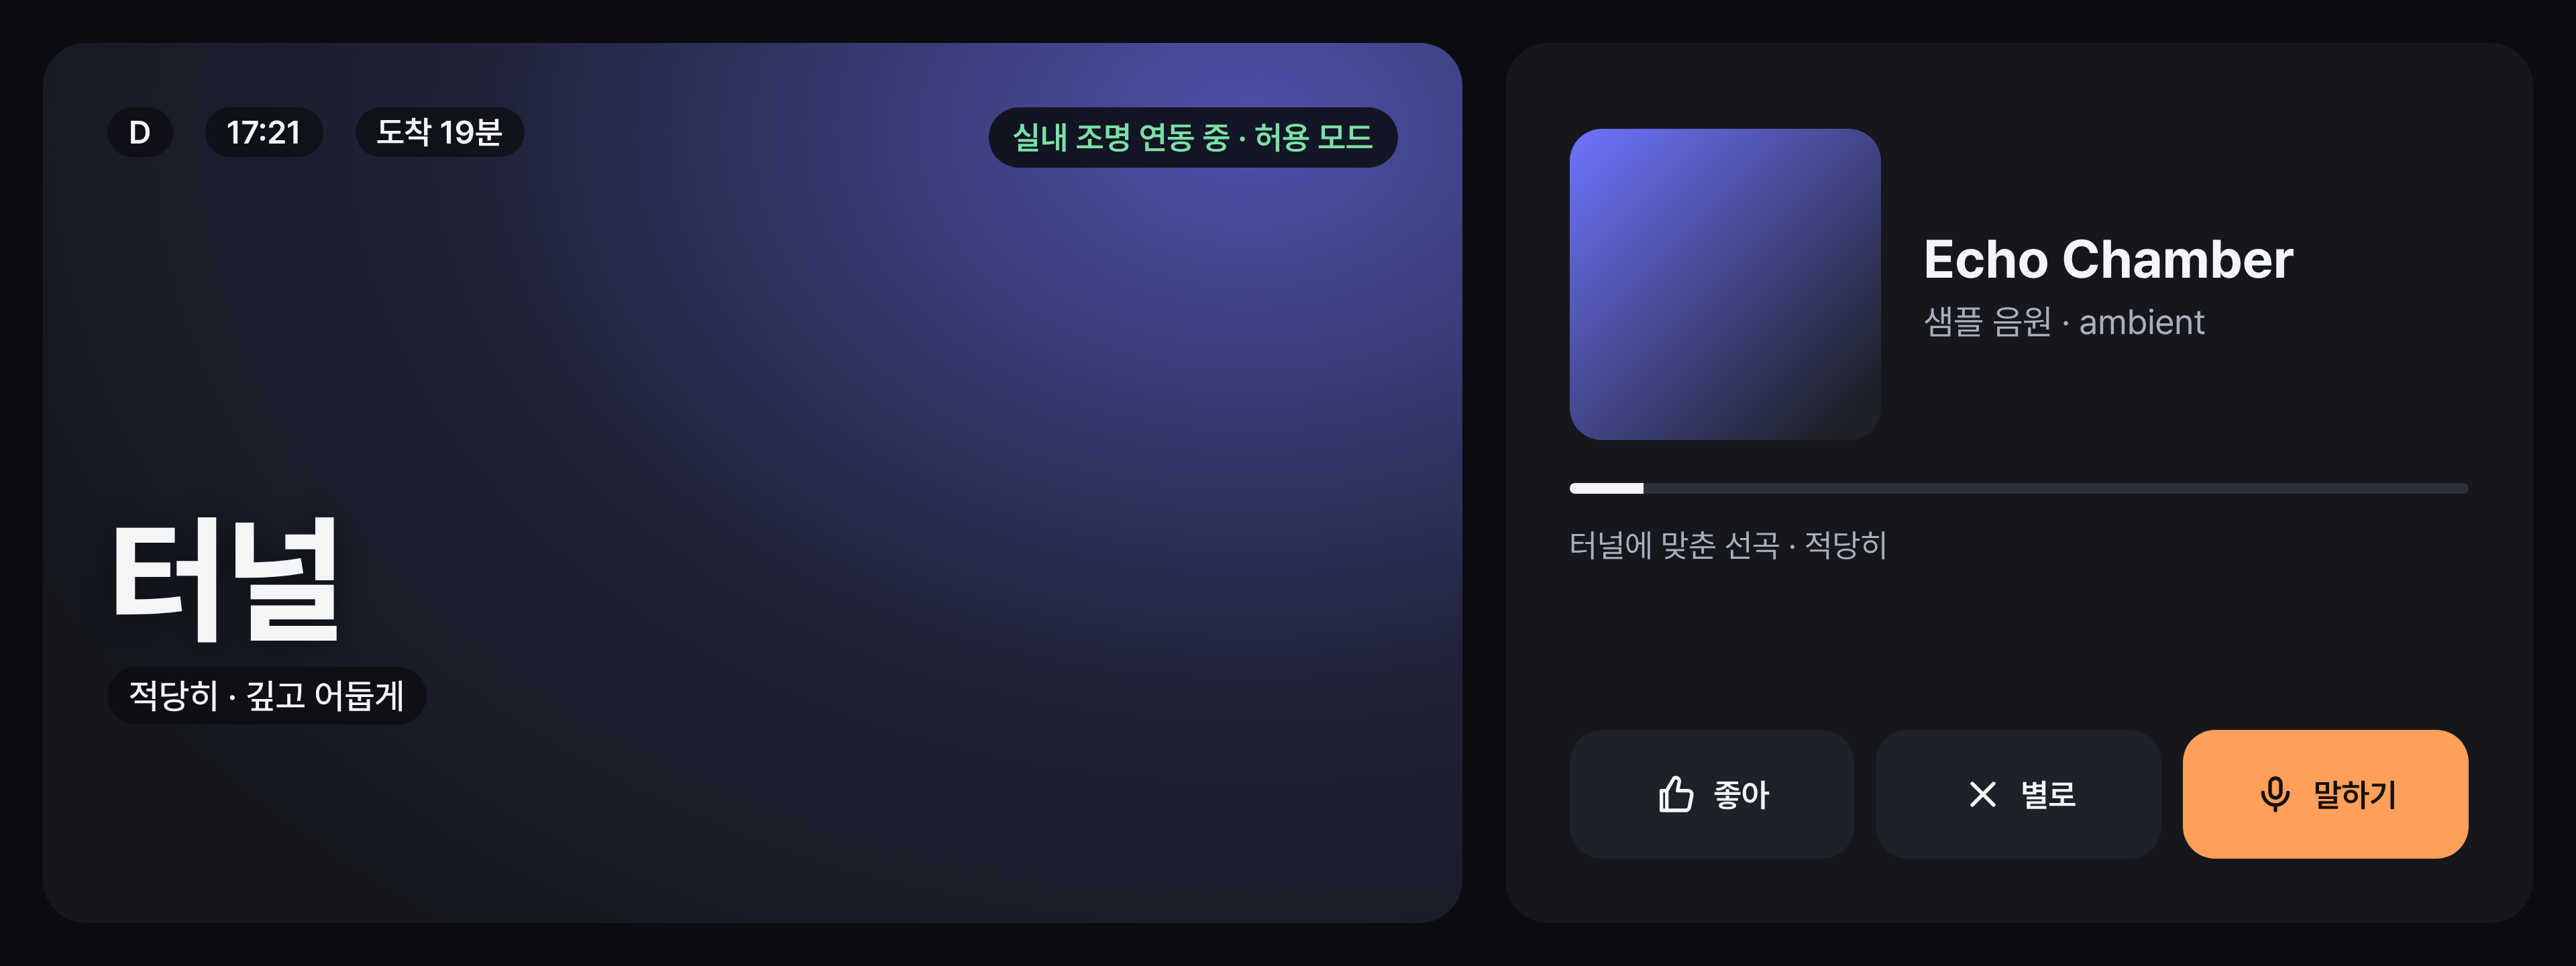 D 17:21 도착 19분
실내 조명 연동 중 · 허용 모드
터널
적당히 · 깊고 어둡게
Echo Chamber
샘플 음원 · ambient
터널에 맞춘 선곡 · 적당히
좋아 별로 말하기